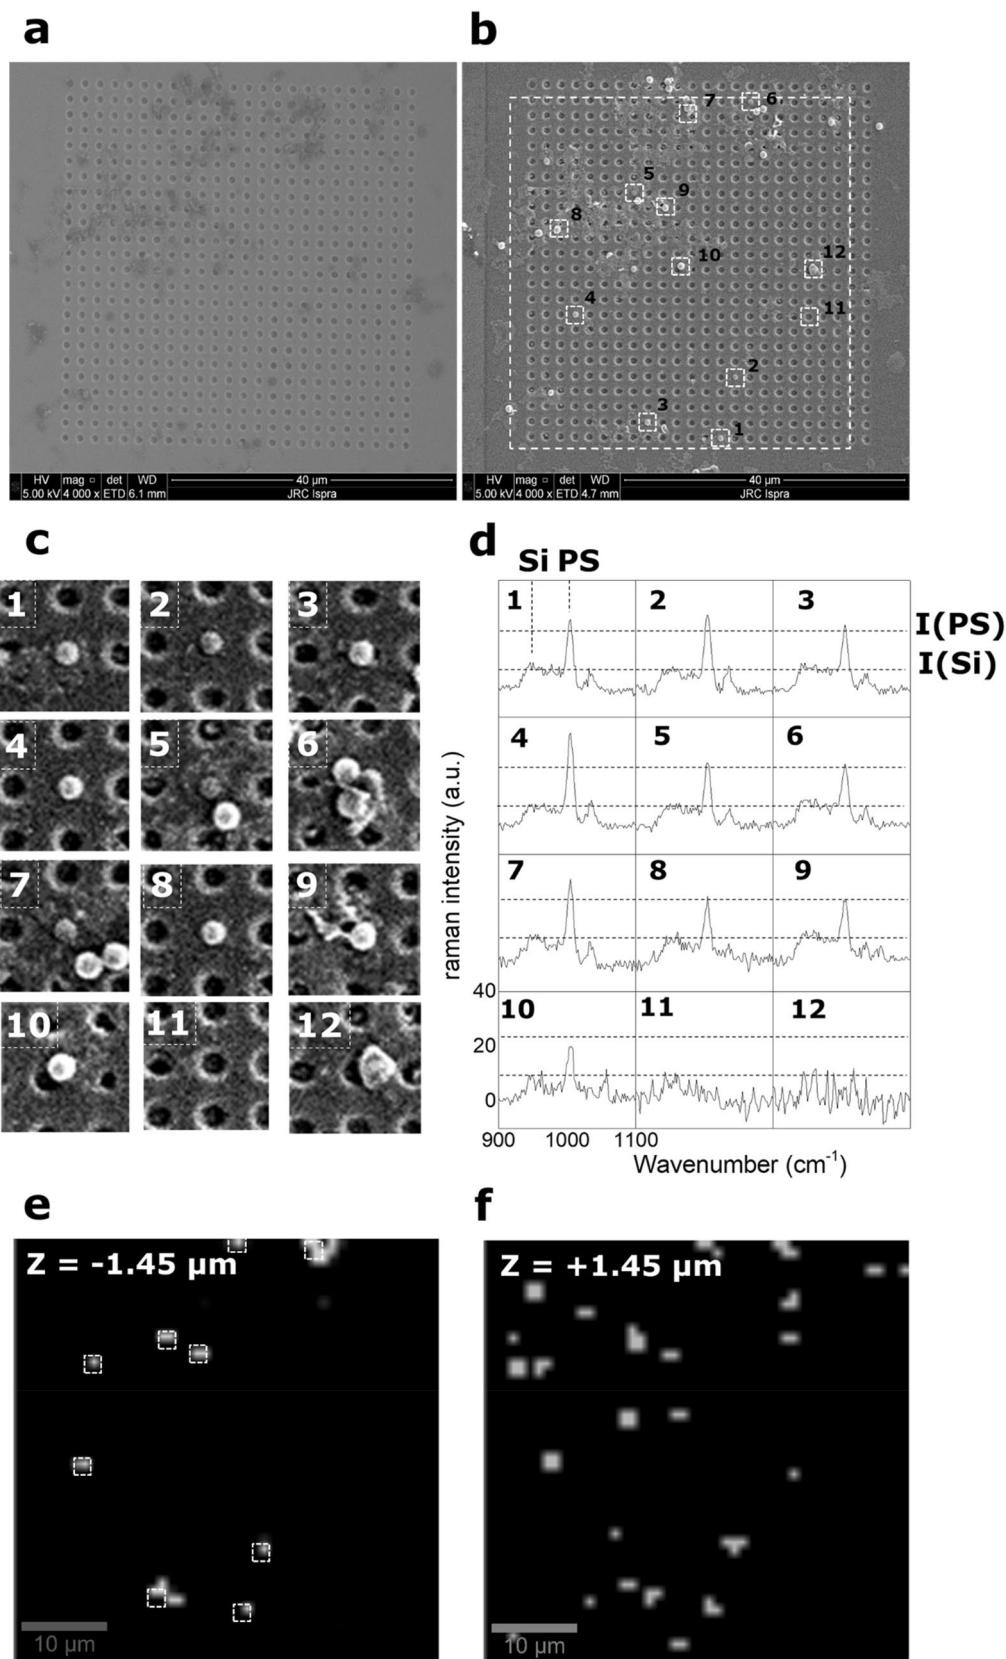 a
b
7
6
5
9
8
10
12
4
11
2
3
1
HV mag □ det WD 40 µm
5.00 kV 4 000 x ETD 6.1 mm JRC Ispra
HV mag □ det WD 40 µm
5.00 kV 4 000 x ETD 4.7 mm JRC Ispra
c
1 2 3
4 5 6
7 8 9
10 11 12
d
Si PS
1 2 3
I(PS)
I(Si)
4 5 6
7 8 9
10 11 12
raman intensity (a.u.)
40
20
0
900 1000 1100
Wavenumber (cm⁻¹)
e
Z = -1.45 µm
10 µm
f
Z = +1.45 µm
10 µm